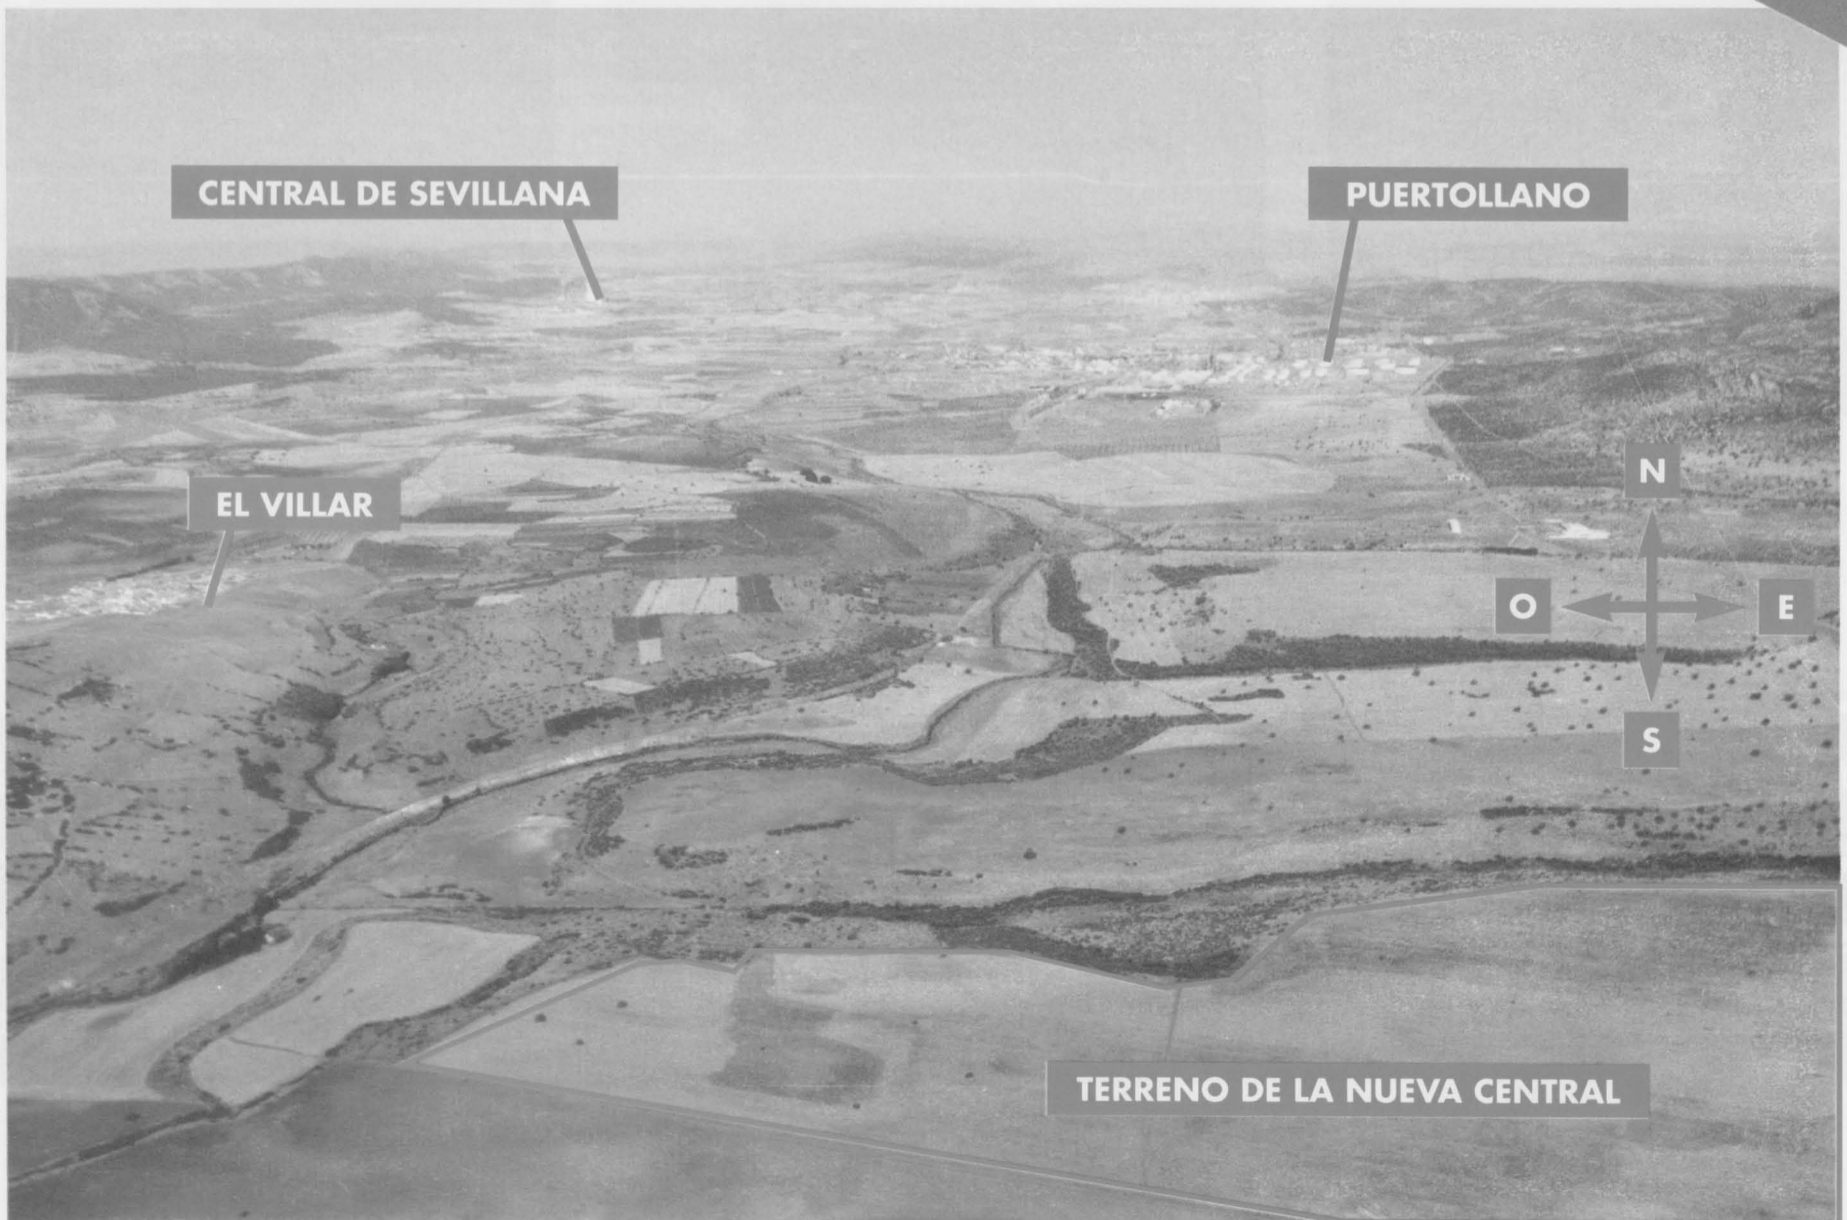 CENTRAL DE SEVILLANA
PUERTOLLANO
EL VILLAR
N
O
E
S
TERRENO DE LA NUEVA CENTRAL